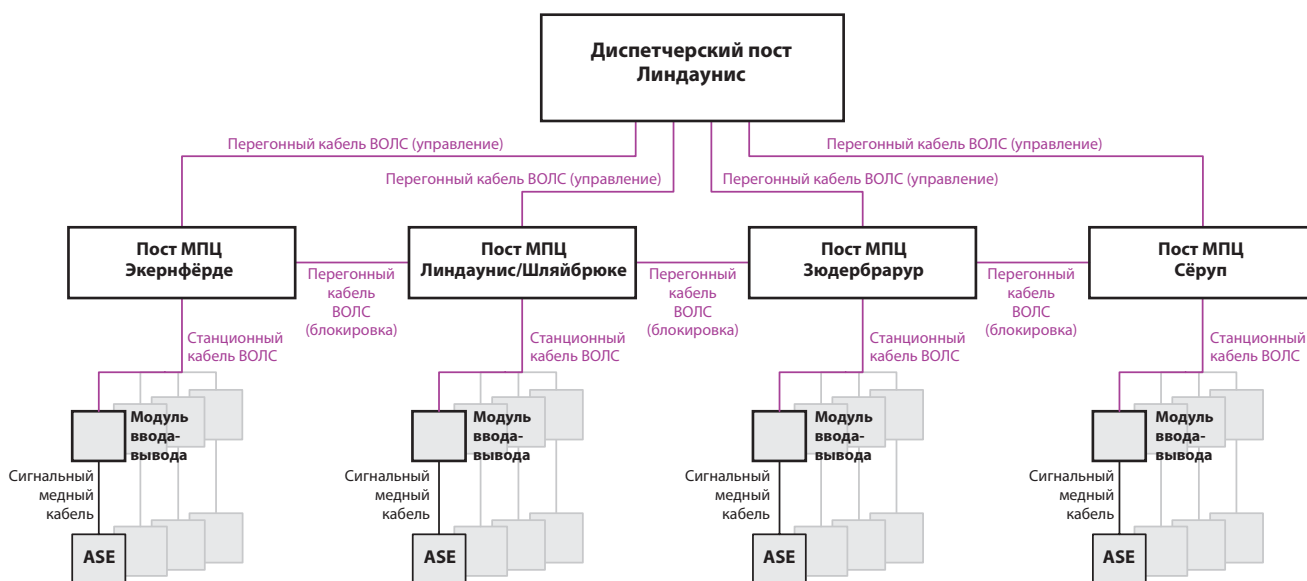 Диспетчерский пост
Линдаунис
Перегонный кабель ВОЛС (управление)
Перегонный кабель ВОЛС (управление)
Перегонный кабель ВОЛС (управление)
Перегонный кабель ВОЛС (управление)
Пост МПЦ
Экернфёрде
Перегонный
кабель
ВОЛС
(блокировка)
Пост МПЦ
Линдаунис/Шляйбрюке
Перегонный
кабель
ВОЛС
(блокировка)
Пост МПЦ
Зюдербрарур
Перегонный
кабель
ВОЛС
(блокировка)
Пост МПЦ
Сёруп
Станционный
кабель ВОЛС
Станционный
кабель ВОЛС
Станционный
кабель ВОЛС
Станционный
кабель ВОЛС
Модуль
ввода-
вывода
Модуль
ввода-
вывода
Модуль
ввода-
вывода
Модуль
ввода-
вывода
Сигнальный
медный
кабель
Сигнальный
медный
кабель
Сигнальный
медный
кабель
Сигнальный
медный
кабель
ASE
ASE
ASE
ASE